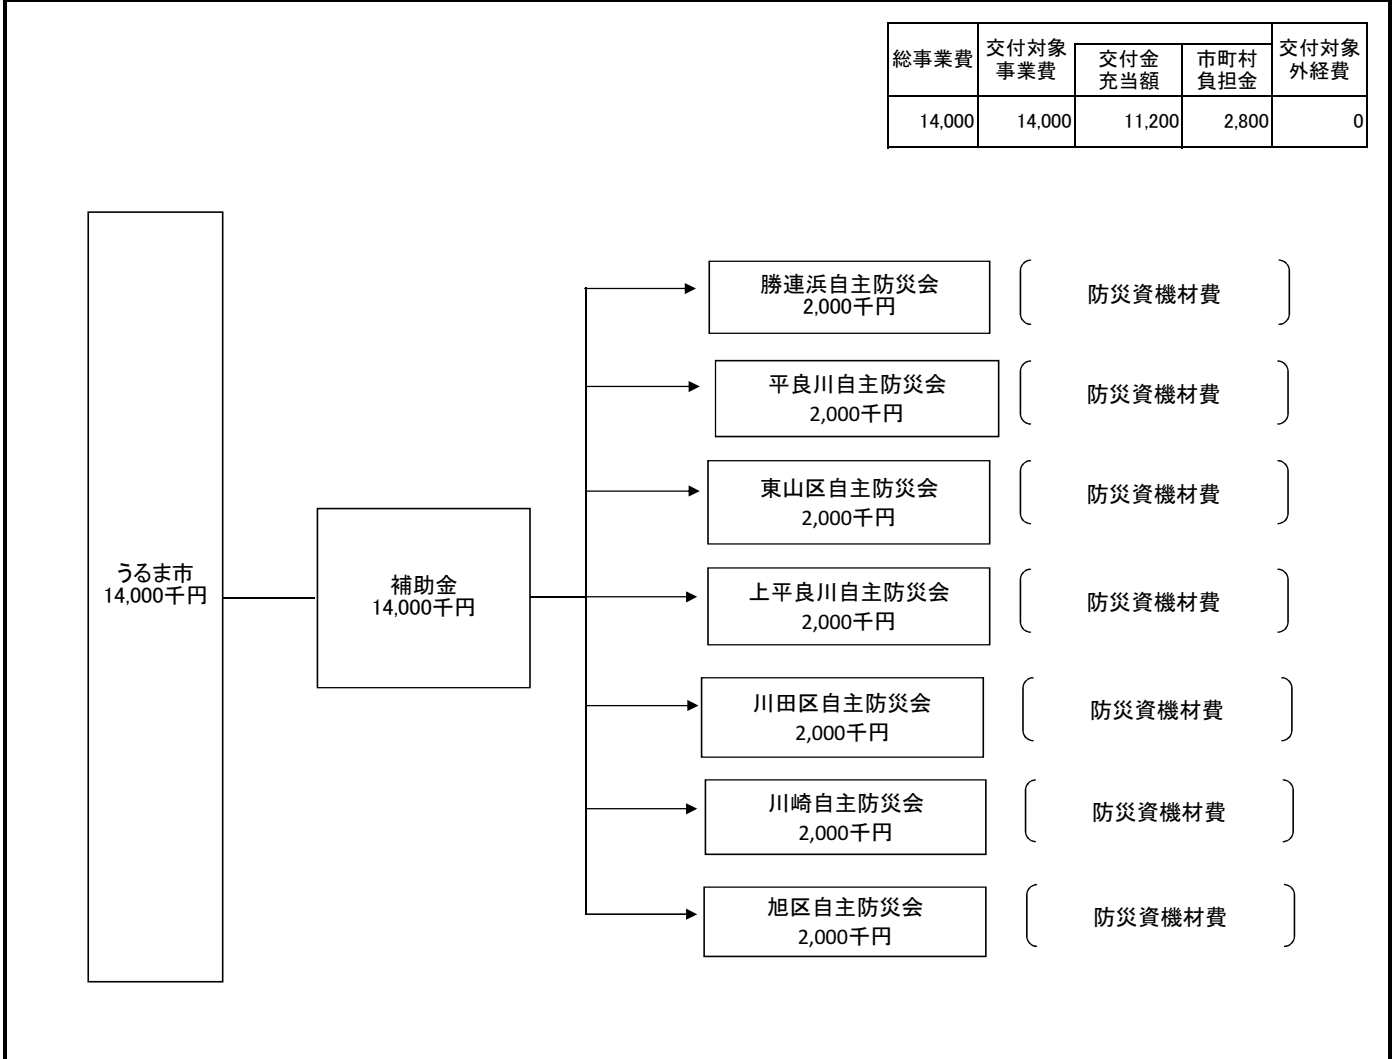 総事業費
交付対象
事業費
交付金
充当額
市町村
負担金
交付対象
外経費
14,000
14,000
11,200
2,800
0
うるま市
14,000千円
補助金
14,000千円
勝連浜自主防災会
2,000千円
防災資機材費
平良川自主防災会
2,000千円
防災資機材費
東山区自主防災会
2,000千円
防災資機材費
上平良川自主防災会
2,000千円
防災資機材費
川田区自主防災会
2,000千円
防災資機材費
川崎自主防災会
2,000千円
防災資機材費
旭区自主防災会
2,000千円
防災資機材費